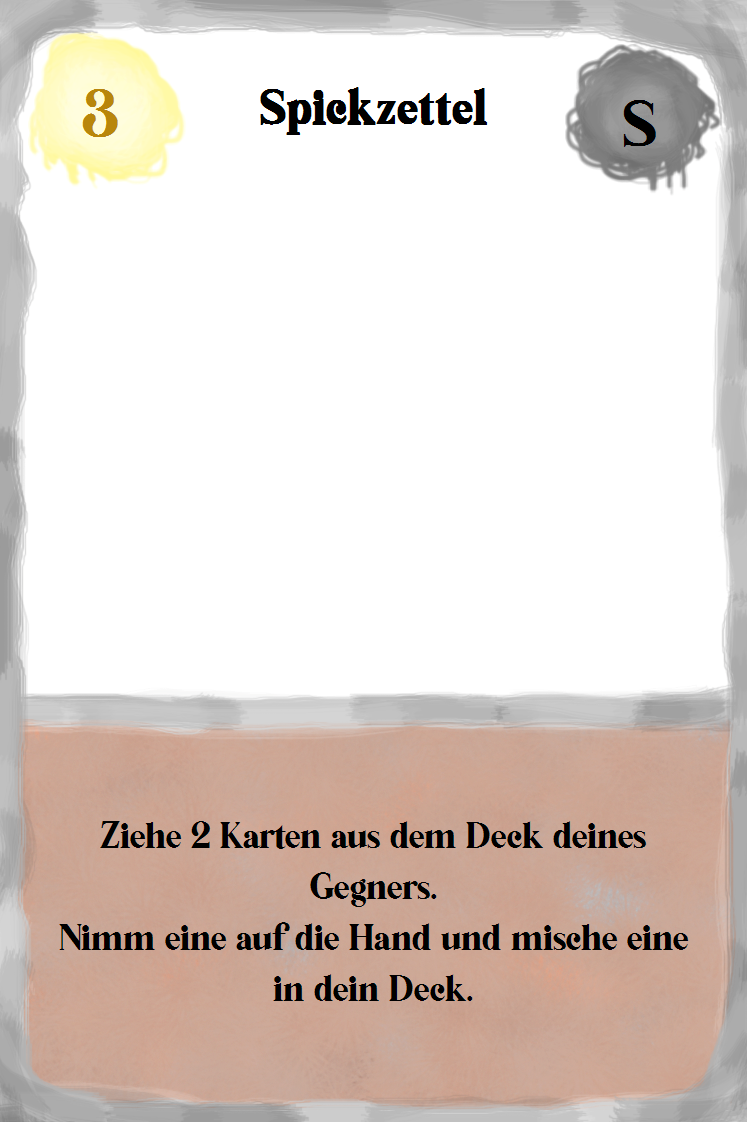 3
Spickzettel
S
Ziehe 2 Karten aus dem Deck deines
Gegners.
Nimm eine auf die Hand und mische eine
in dein Deck.